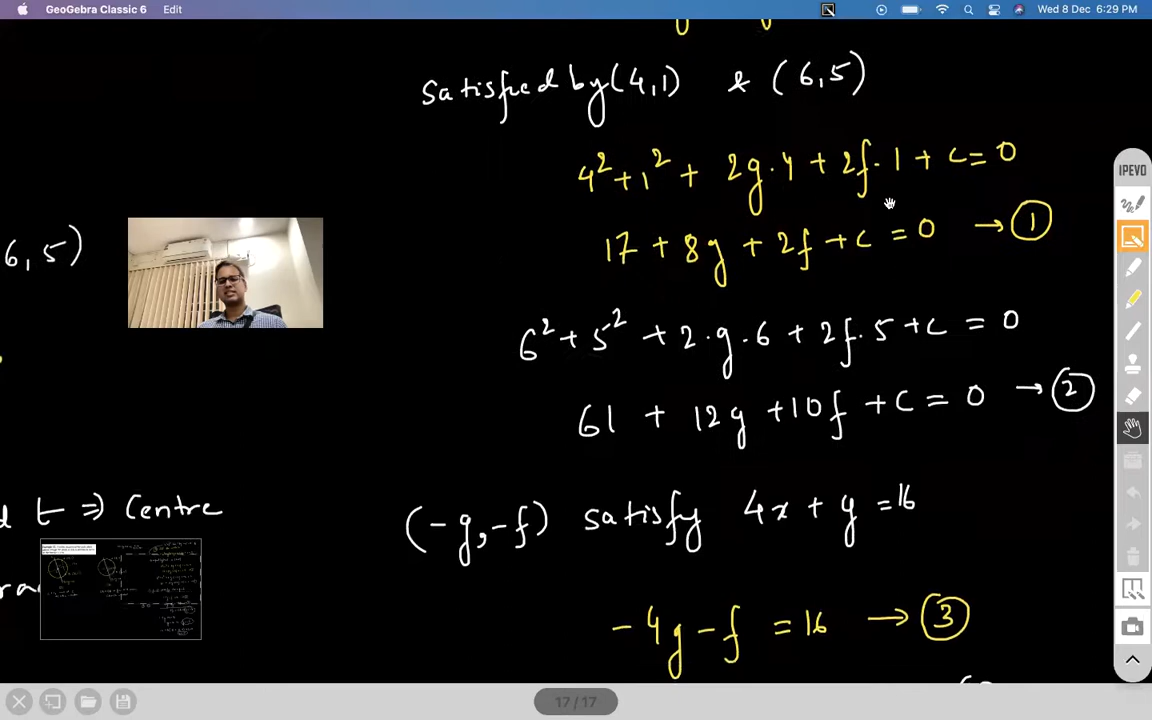 GeoGebra Classic 6 Edit Wed 8 Dec 6:29 PM
satisfied by (4,1) & (6,5)
4² + 1² + 2g·4 + 2f·1 + c = 0
17 + 8g + 2f + c = 0 → ①
6,5)
6² + 5² + 2·g·6 + 2f·5 + c = 0
61 + 12g + 10f + c = 0 → ②
t ⇒ Centre
(-g,-f) satisfy 4x + y = 16
-4g - f = 16 → ③
IPEVO
17 / 17